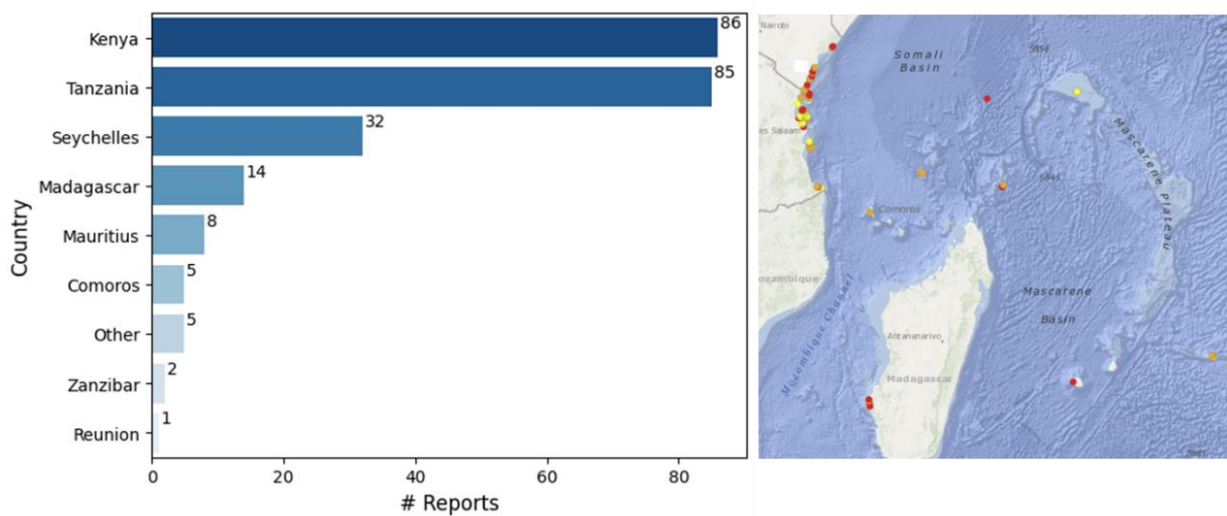 Kenya
86
Tanzania
85
Seychelles
32
Madagascar
14
Mauritius
8
Comoros
5
Other
5
Zanzibar
2
Reunion
1
Country
0
20
40
60
80
# Reports
Nairobi
Somali
Basin
es Salaam
Mascarene Plateau
Comoros
ozambique
Mozambique Channel
Mascarene
Basin
Antananarivo
Madagascar